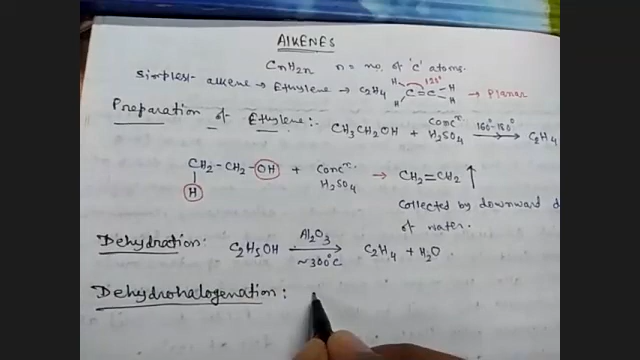 Alkenes
CnH2n n = no. of 'C' atoms.
Simplest alkene → Ethylene → C2H4 H H C=C H H 121° → Planar
Preparation of Ethylene:- CH3CH2OH + Conc. H2SO4 160°-180° → C2H4
CH2-CH2-OH + Conc. H2SO4 → CH2=CH2 ↑
H
Collected by downward d
of water.
Dehydration: C2H5OH Al2O3 → ~300°C C2H4 + H2O
Dehydrohalogenation: